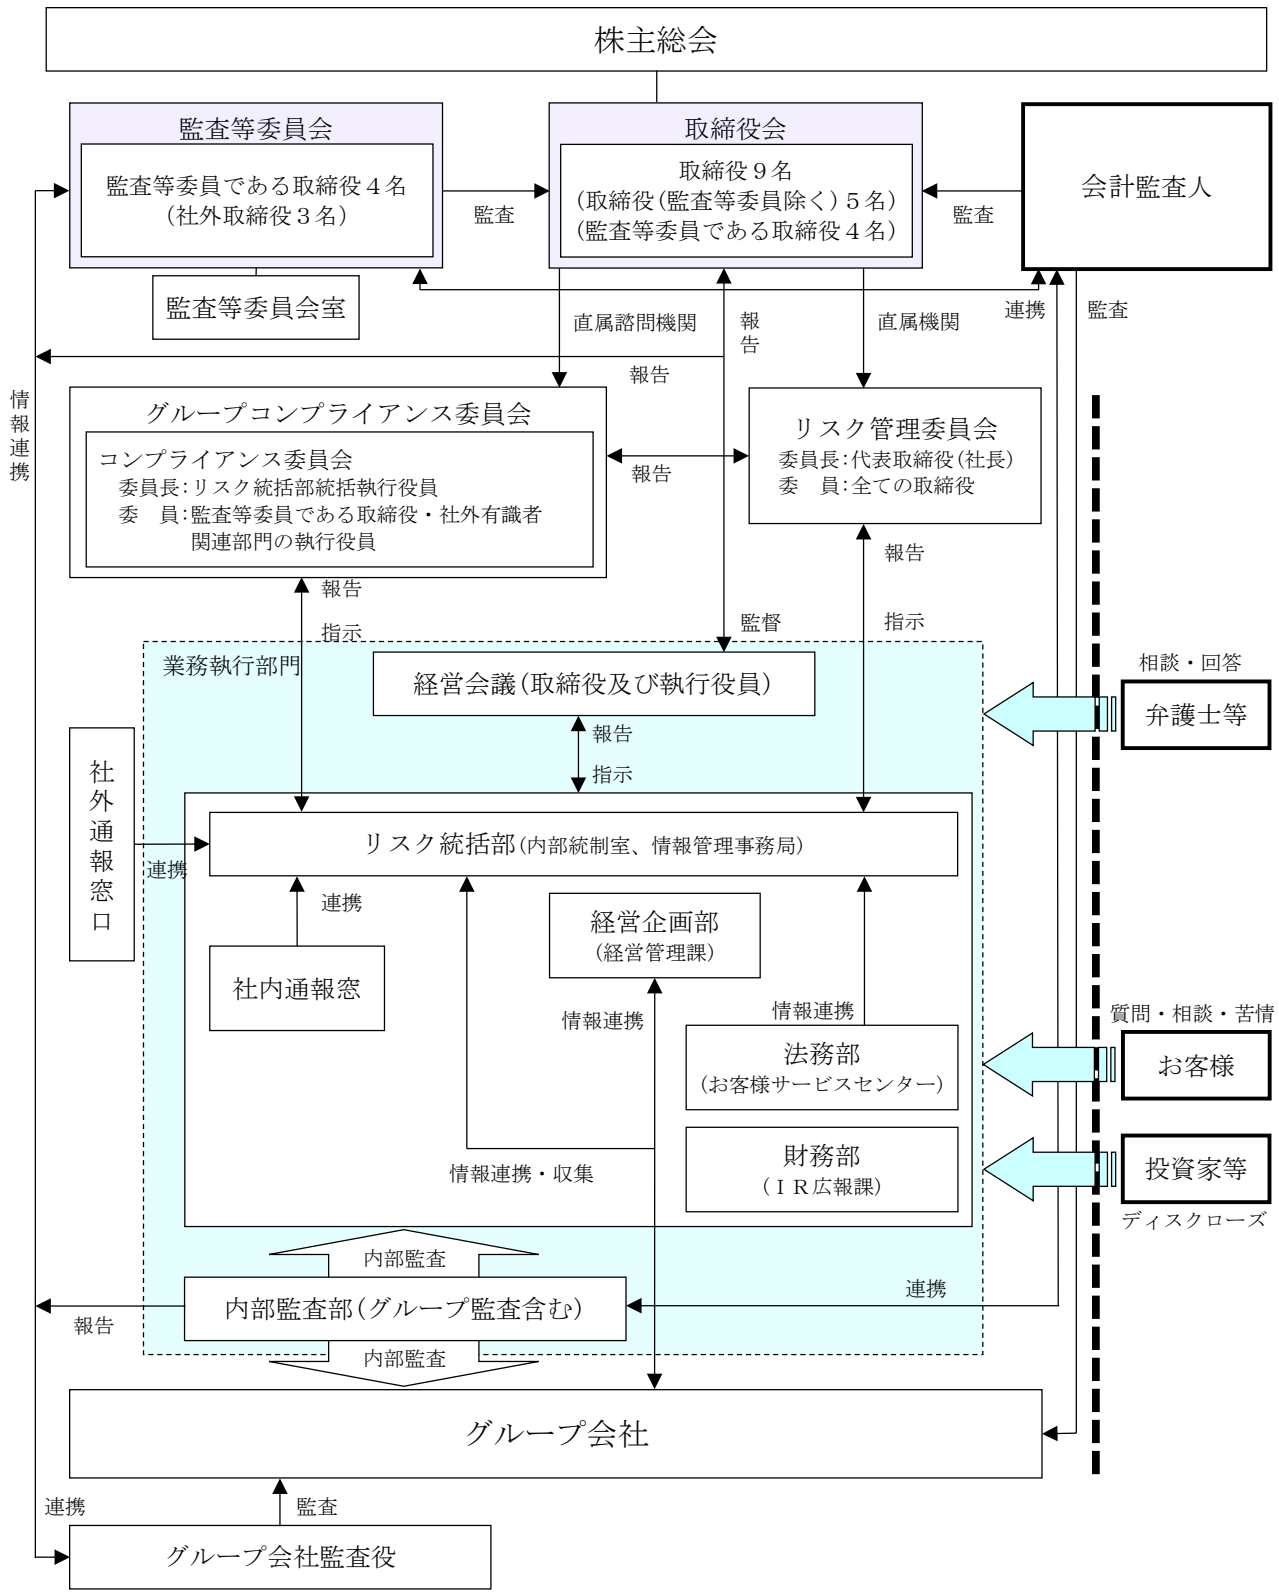 株主総会
監査等委員会
監査等委員である取締役４名
（社外取締役３名）
監査
取締役会
取締役９名
(取締役(監査等委員除く)５名)
(監査等委員である取締役４名)
監査
会計監査人
監査等委員会室
直属諮問機関
報告
直属機関
連携
監査
報告
情報連携
グループコンプライアンス委員会
コンプライアンス委員会
委員長：リスク統括部統括執行役員
委　員：監査等委員である取締役・社外有識者
関連部門の執行役員
報告
リスク管理委員会
委員長：代表取締役(社長)
委　員：全ての取締役
報告
指示
監督
報告
指示
業務執行部門
経営会議(取締役及び執行役員)
報告
指示
相談・回答
弁護士等
社外通報窓口
連携
リスク統括部(内部統制室、情報管理事務局)
連携
社内通報窓
経営企画部
(経営管理課)
情報連携
情報連携
法務部
(お客様サービスセンター)
質問・相談・苦情
お客様
情報連携・収集
財務部
(ＩＲ広報課)
投資家等
ディスクローズ
内部監査
内部監査部(グループ監査含む)
連携
報告
内部監査
グループ会社
連携
監査
グループ会社監査役